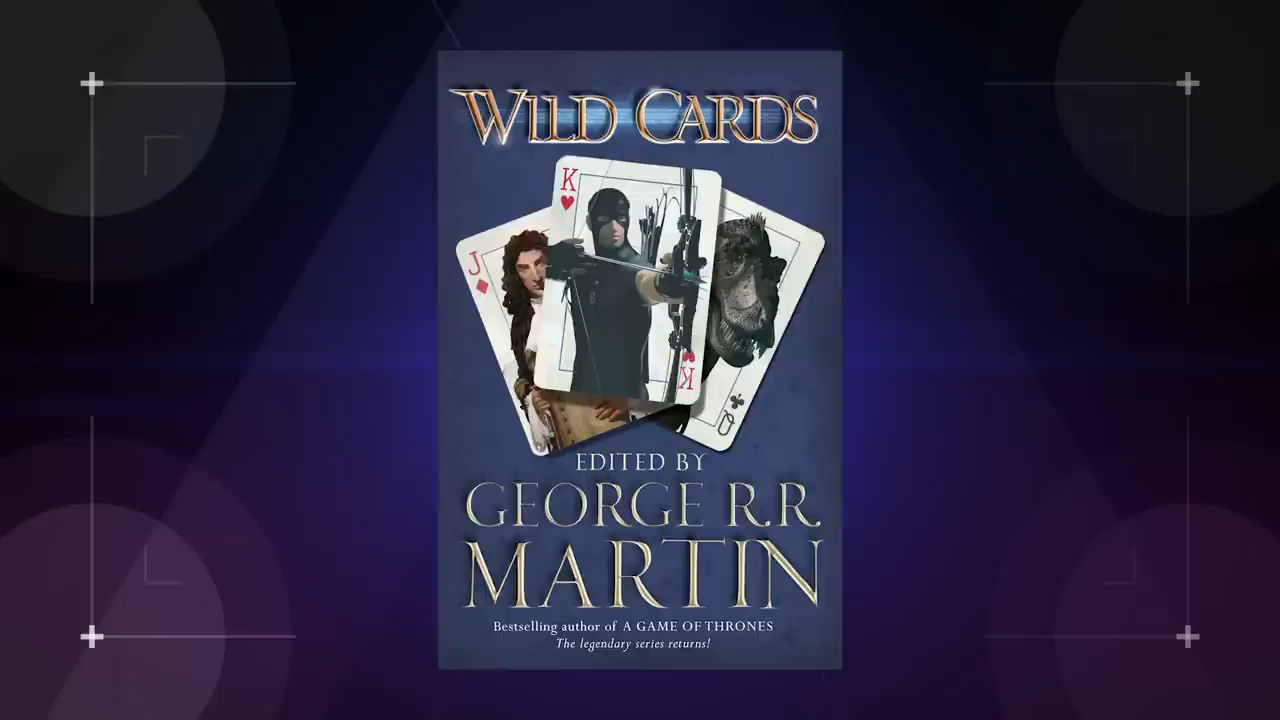 WILD CARDS
K
J
K
Q
EDITED BY
GEORGE R.R.
MARTIN
Bestselling author of A GAME OF THRONES
The legendary series returns!